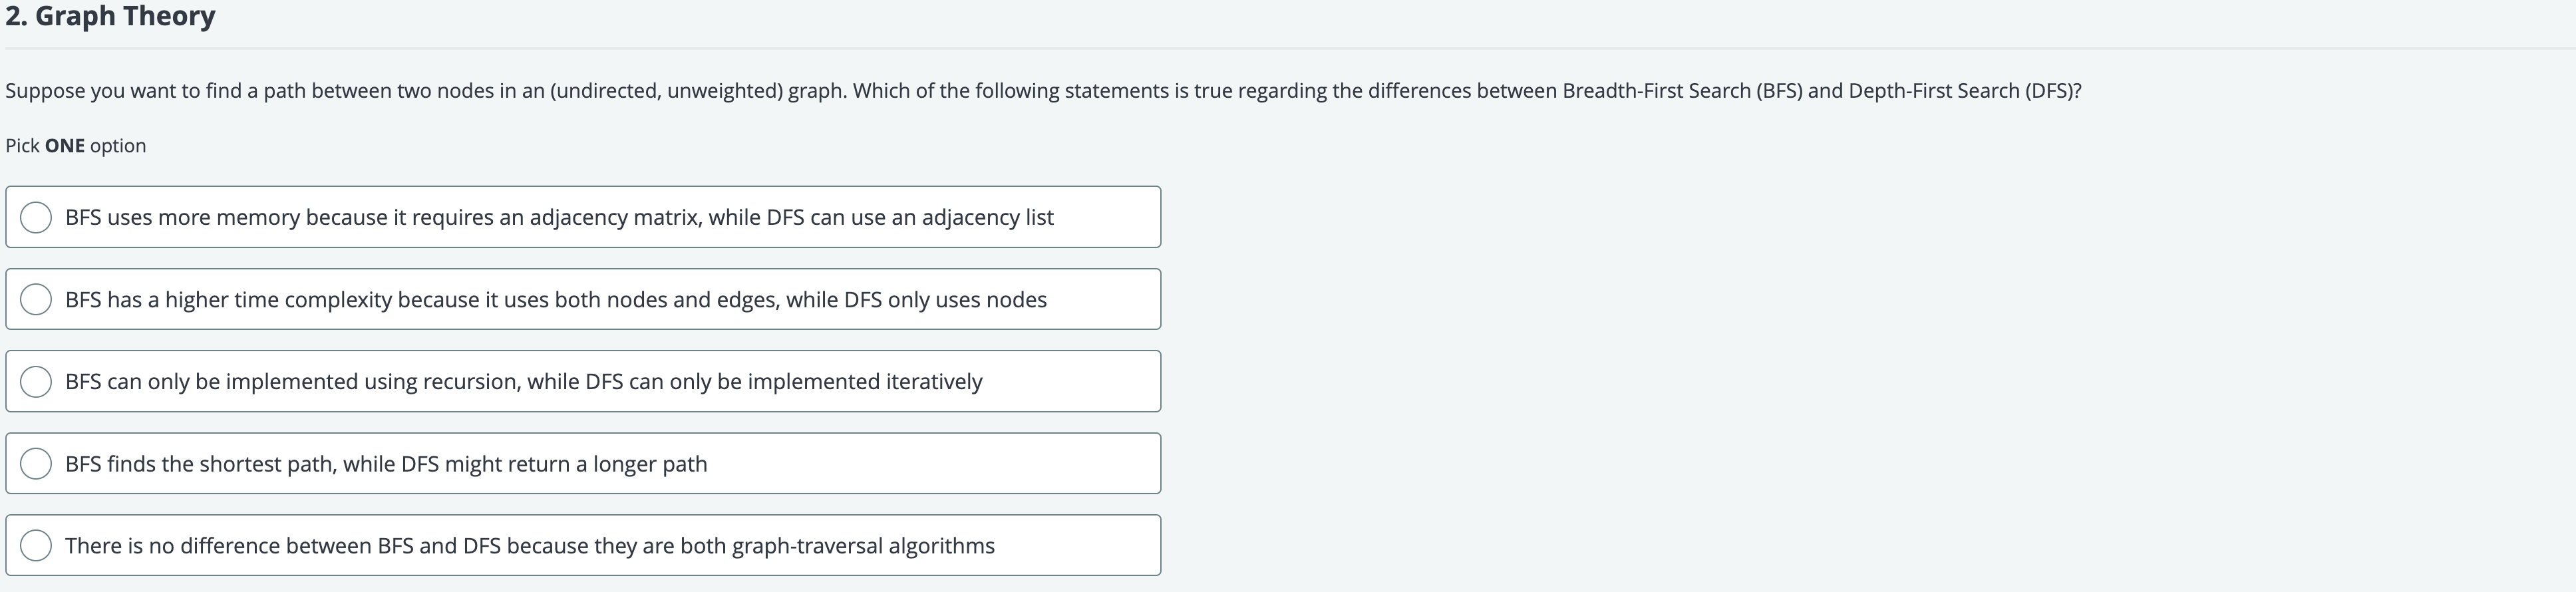 2. Graph Theory
Suppose you want to find a path between two nodes in an (undirected, unweighted) graph. Which of the following statements is true regarding the differences between Breadth-First Search (BFS) and Depth-First Search (DFS)?
Pick ONE option
BFS uses more memory because it requires an adjacency matrix, while DFS can use an adjacency list
BFS has a higher time complexity because it uses both nodes and edges, while DFS only uses nodes
BFS can only be implemented using recursion, while DFS can only be implemented iteratively
BFS finds the shortest path, while DFS might return a longer path
There is no difference between BFS and DFS because they are both graph-traversal algorithms